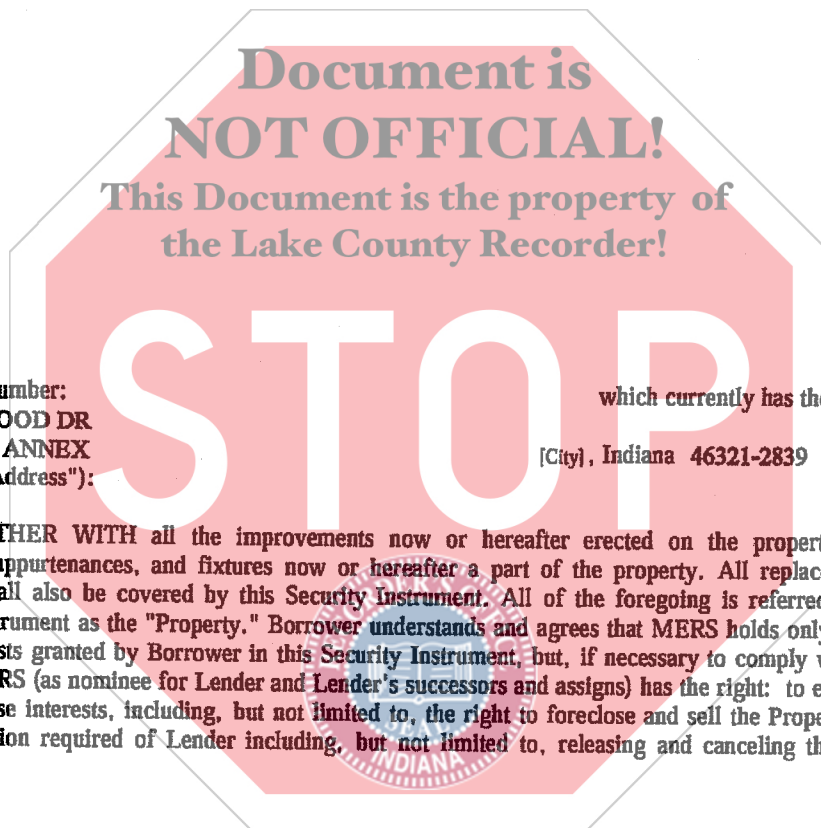 Document is
NOT OFFICIAL!
This Document is the property of
the Lake County Recorder!
STOP
umber:
which currently has the
OOD DR
ANNEX
[City], Indiana 46321-2839
Address"):
THER WITH all the improvements now or hereafter erected on the propert
appurtenances, and fixtures now or hereafter a part of the property. All replac
all also be covered by this Security Instrument. All of the foregoing is referred
rument as the "Property." Borrower understands and agrees that MERS holds only
sts granted by Borrower in this Security Instrument, but, if necessary to comply w
RS (as nominee for Lender and Lender's successors and assigns) has the right: to e
se interests, including, but not limited to, the right to foreclose and sell the Prope
ion required of Lender including, but not limited to, releasing and canceling th
INDIANA